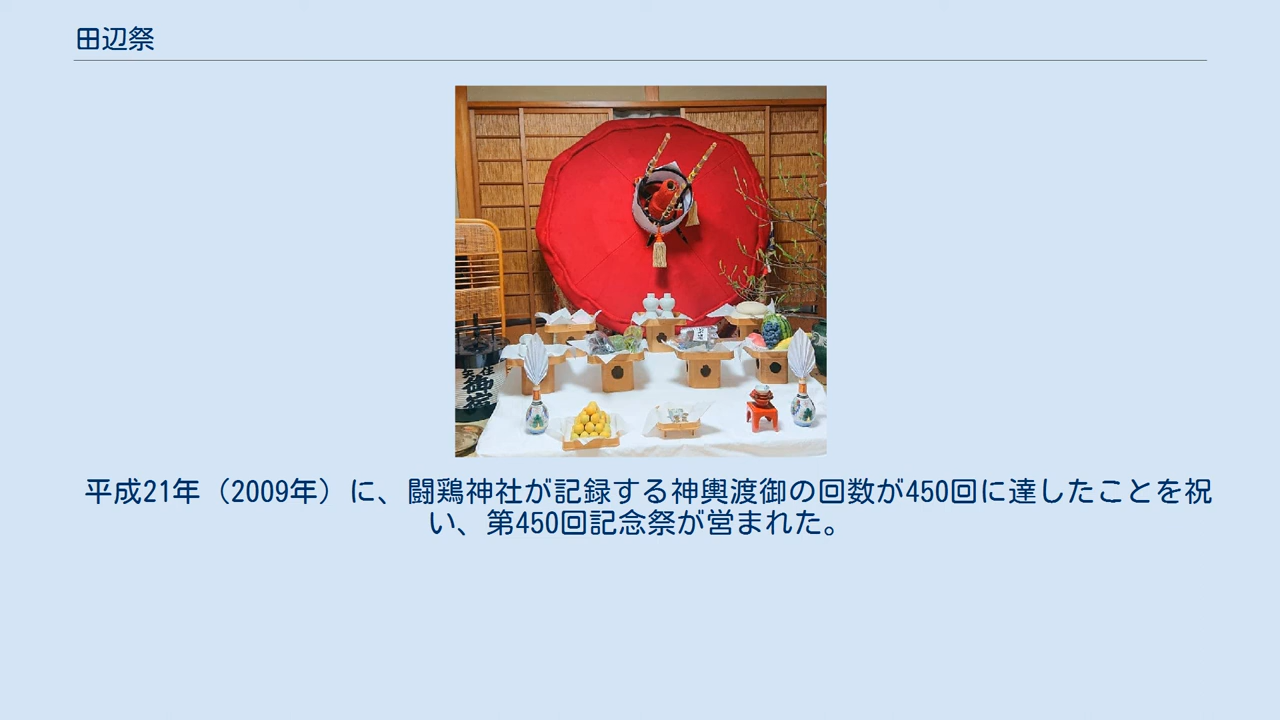 田辺祭
御宿
平成21年（2009年）に、闘鶏神社が記録する神輿渡御の回数が450回に達したことを祝
い、第450回記念祭が営まれた。